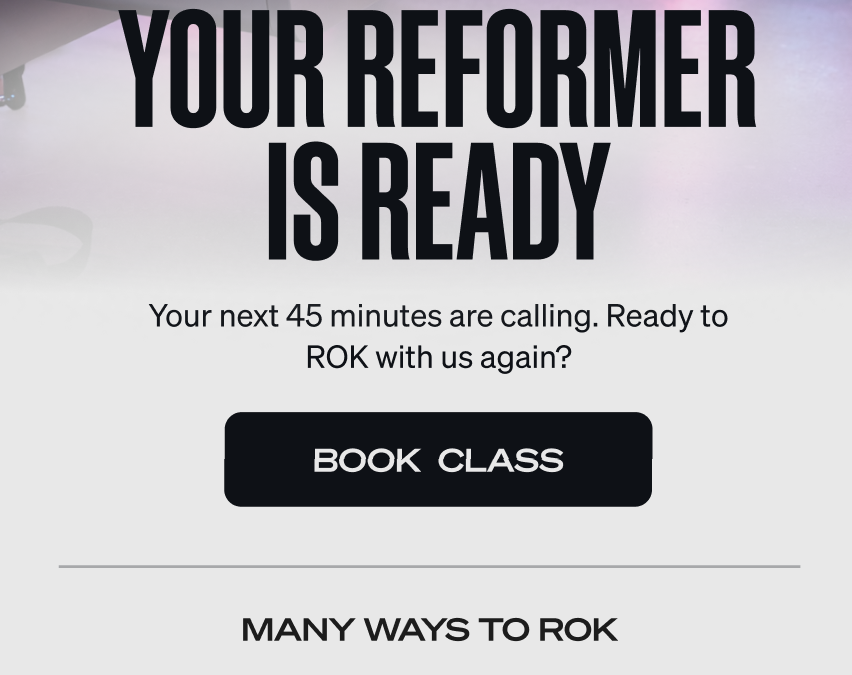 YOUR REFORMER
IS READY
Your next 45 minutes are calling. Ready to
ROK with us again?
BOOK CLASS
MANY WAYS TO ROK